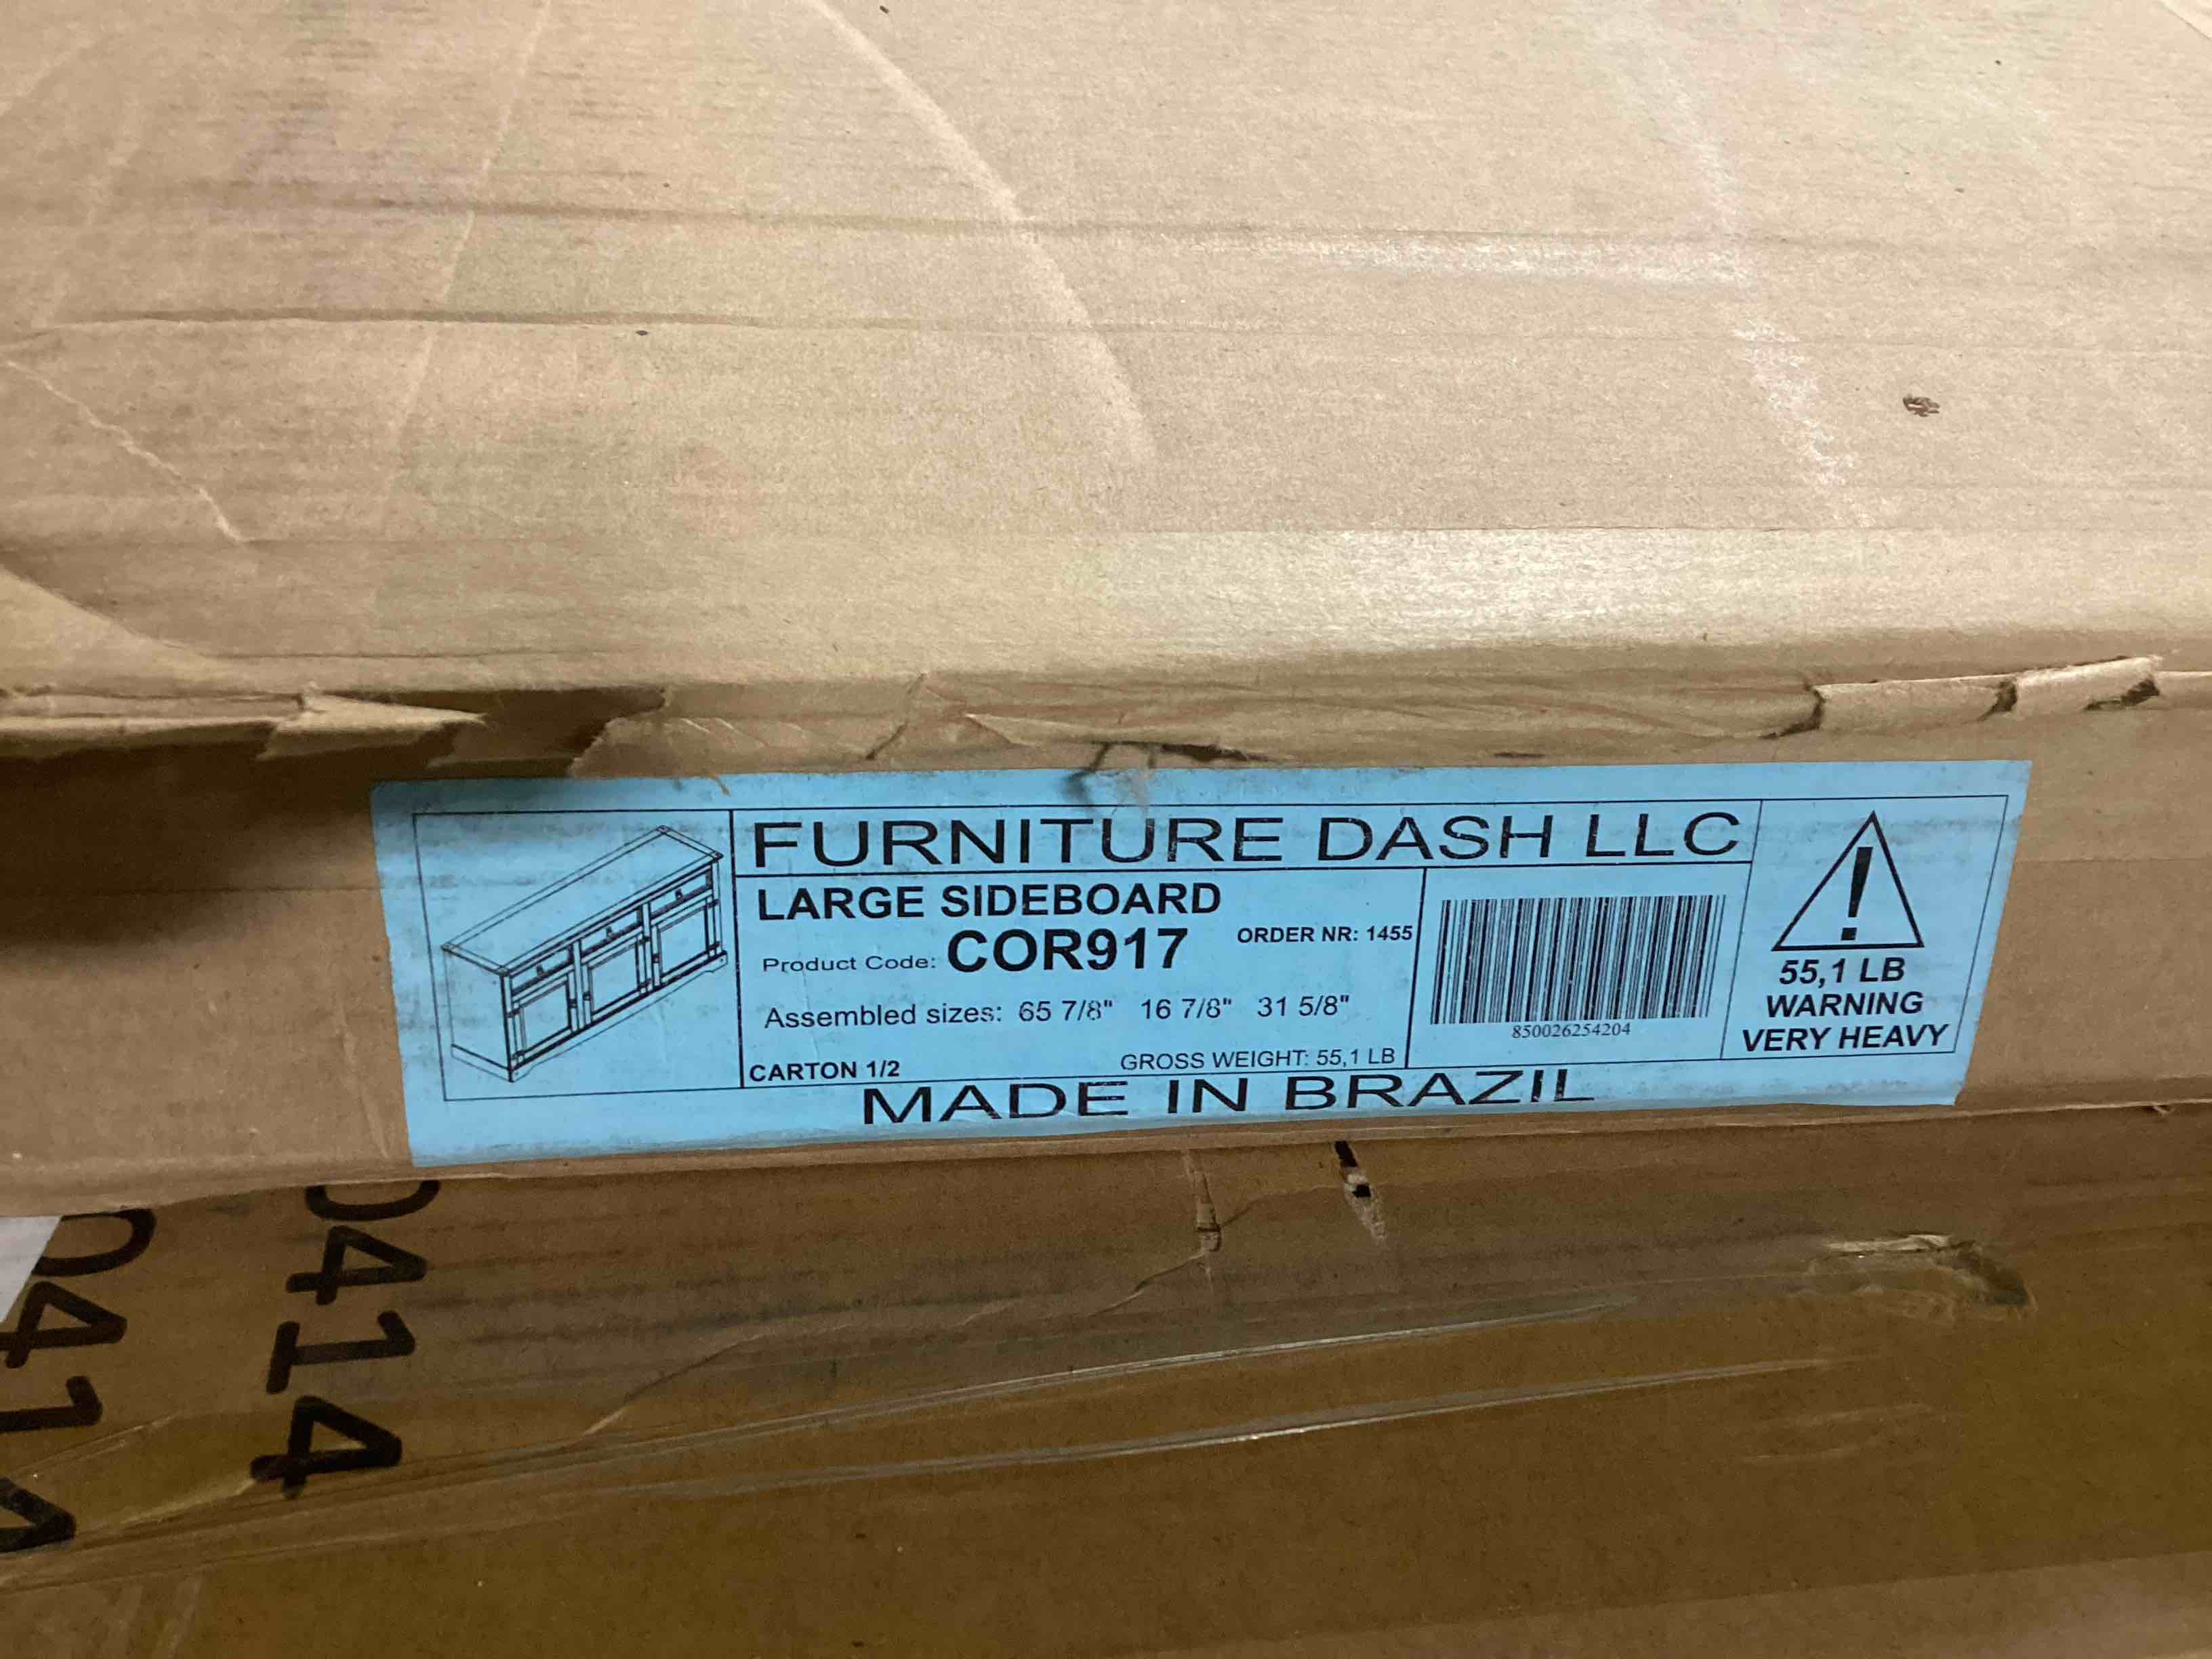 FURNITURE DASH LLC
LARGE SIDEBOARD
Product Code: COR917
ORDER NR: 1455
Assembled sizes: 65 7/8" 16 7/8" 31 5/8"
CARTON 1/2
GROSS WEIGHT: 55,1 LB
850026254204
55,1 LB
WARNING
VERY HEAVY
MADE IN BRAZIL
0414
0414